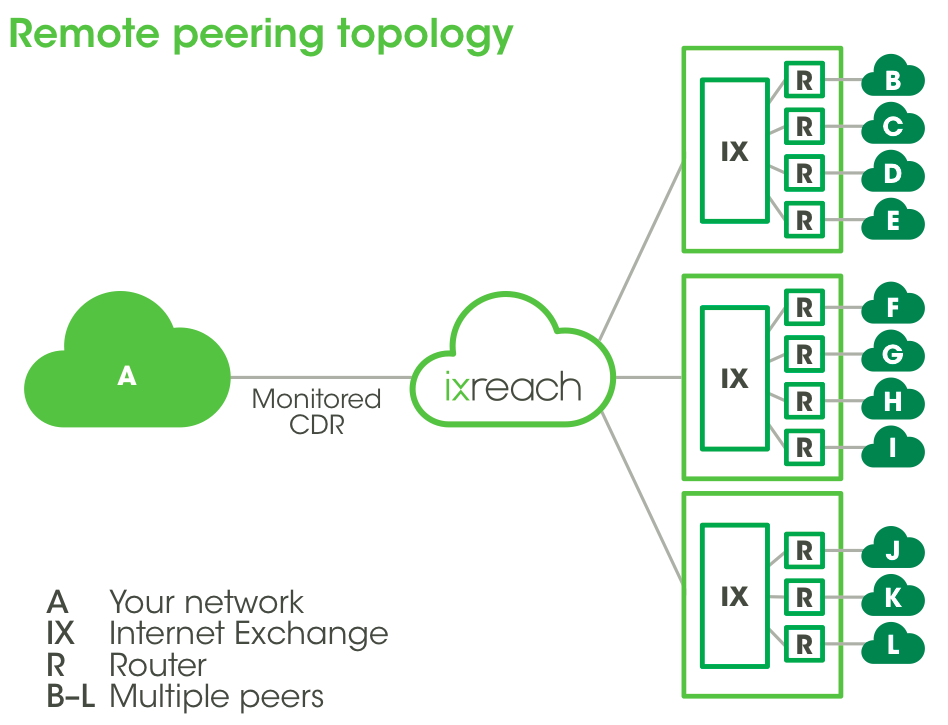 Remote peering topology
IX
R B
R C
R D
R E
A
Monitored
CDR
ixreach
IX
R F
R G
R H
R I
IX
R J
R K
R L
A Your network
IX Internet Exchange
R Router
B–L Multiple peers